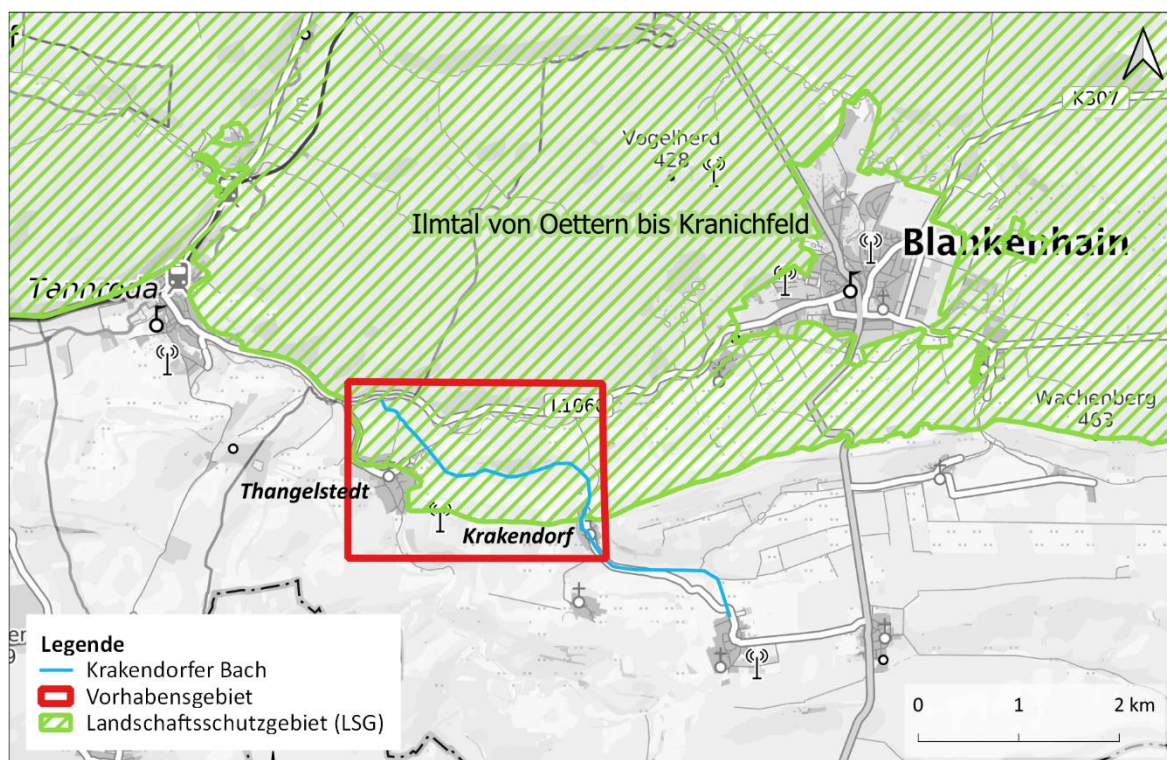 K307
Vogelherd
428
Ilm
Ilmtal von Oettern bis Kranichfeld
Blankenhain
Tannroda
L1060
Wachenberg
463
Thangelstedt
Krakendorf
Legende
Krakendorfer Bach
Vorhabensgebiet
Landschaftsschutzgebiet (LSG)
0 1 2 km